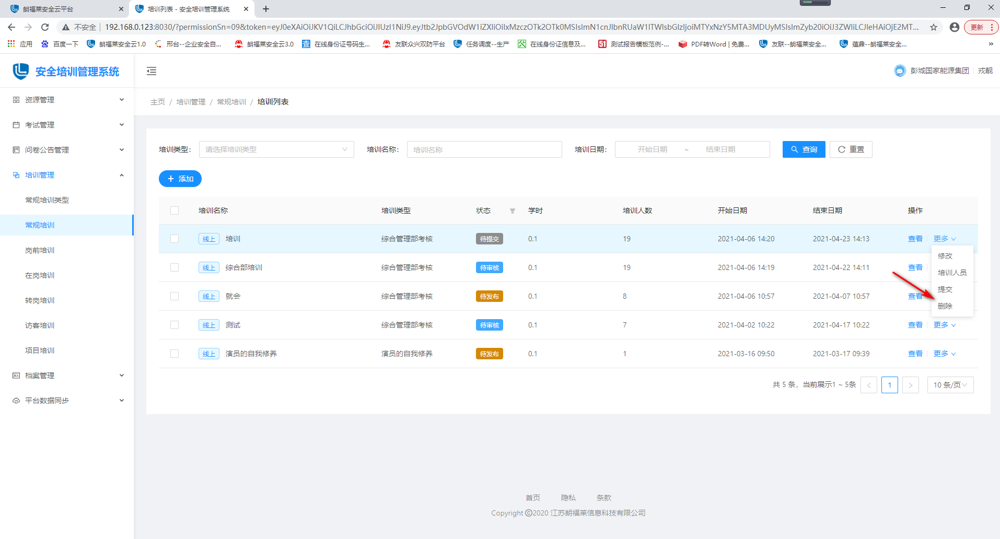 朗福莱安全云平台
培训列表 - 安全培训管理系统
不安全 192.168.0.123:8030/?permissionSn=09&token=
更新
应用 百度一下 朗福莱安全云1.0 邢台--企业安全自... 朗福莱安全云3.0 在线身份证号码生... 友联众兴双防平台 任务调度--生产 在线身份证信息及... 测试报告模板范例-... PDF转Word | 免费... 友联--朗福莱安全... 蕴鼎--朗福莱安全... »
安全培训管理系统
彭城国家能源集团 戎靓
资源管理
考试管理
问卷公告管理
培训管理
常规培训类型
常规培训
岗前培训
在岗培训
转岗培训
访客培训
项目培训
档案管理
平台数据同步
主页 / 培训管理 / 常规培训 / 培训列表
培训类型: 请选择培训类型 培训名称: 培训名称 培训日期: 开始日期 ~ 结束日期 查询 重置
+ 添加
培训名称 培训类型 状态 学时 培训人数 开始日期 结束日期 操作
线上 培训 综合管理部考核 待提交 0.1 19 2021-04-06 14:20 2021-04-23 14:13 查看 更多
线上 综合部培训 综合管理部考核 待审核 0.1 19 2021-04-06 14:19 2021-04-22 14:11 查看
线上 就会 综合管理部考核 待发布 0.1 8 2021-04-06 10:57 2021-04-07 10:57 查看
线上 测试 综合管理部考核 待审核 0.1 7 2021-04-02 10:22 2021-04-17 10:22 查看 更多
线上 演员的自我修养 演员的自我修养 待发布 0.1 1 2021-03-16 09:50 2021-03-17 09:39 查看 更多
修改
培训人员
提交
删除
共 5 条，当前展示1 ~ 5条 < 1 > 10 条/页
首页 隐私 条款
Copyright ©2020 江苏朗福莱信息科技有限公司